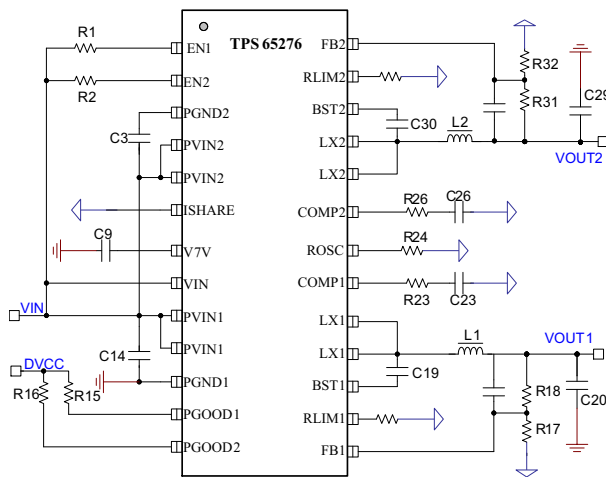 R1
EN1
TPS 65276
FB2
R32
R2
EN2
RLIM2
PGND2
BST2
R31
C29
C3
PVIN2
LX2
C30
L2
VOUT2
PVIN2
LX2
ISHARE
COMP2
R26
C26
C9
V7V
ROSC
R24
VIN
COMP1
R23
C23
VIN
PVIN1
LX1
L1
VOUT1
C14
PVIN1
LX1
C19
DVCC
PGND1
BST1
R18
C20
R16
R15
PGOOD1
RLIM1
R17
PGOOD2
FB1